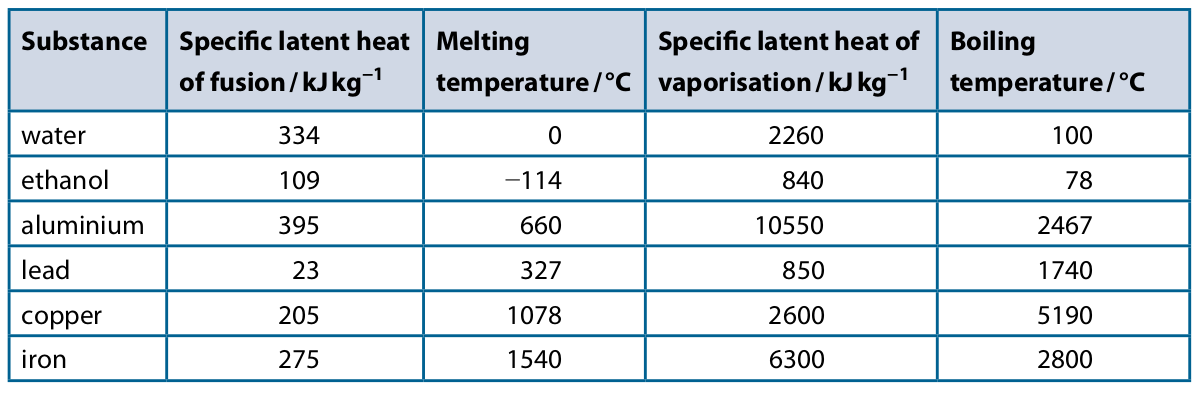 Substance Specific latent heat of fusion / kJ kg⁻¹ Melting temperature / °C Specific latent heat of vaporisation / kJ kg⁻¹ Boiling temperature / °C
water 334 0 2260 100
ethanol 109 −114 840 78
aluminium 395 660 10550 2467
lead 23 327 850 1740
copper 205 1078 2600 5190
iron 275 1540 6300 2800